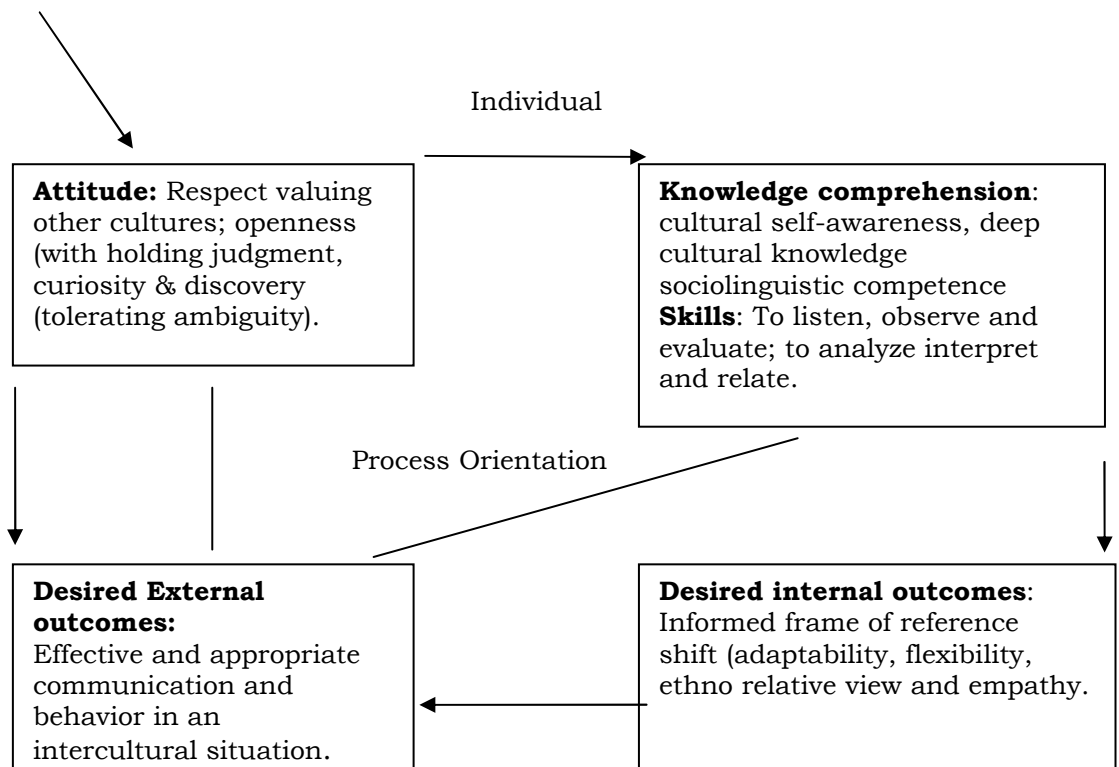 Individual
Attitude: Respect valuing
other cultures; openness
(with holding judgment,
curiosity & discovery
(tolerating ambiguity).
Knowledge comprehension:
cultural self-awareness, deep
cultural knowledge
sociolinguistic competence
Skills: To listen, observe and
evaluate; to analyze interpret
and relate.
Process Orientation
Desired External
outcomes:
Effective and appropriate
communication and
behavior in an
intercultural situation.
Desired internal outcomes:
Informed frame of reference
shift (adaptability, flexibility,
ethno relative view and empathy.